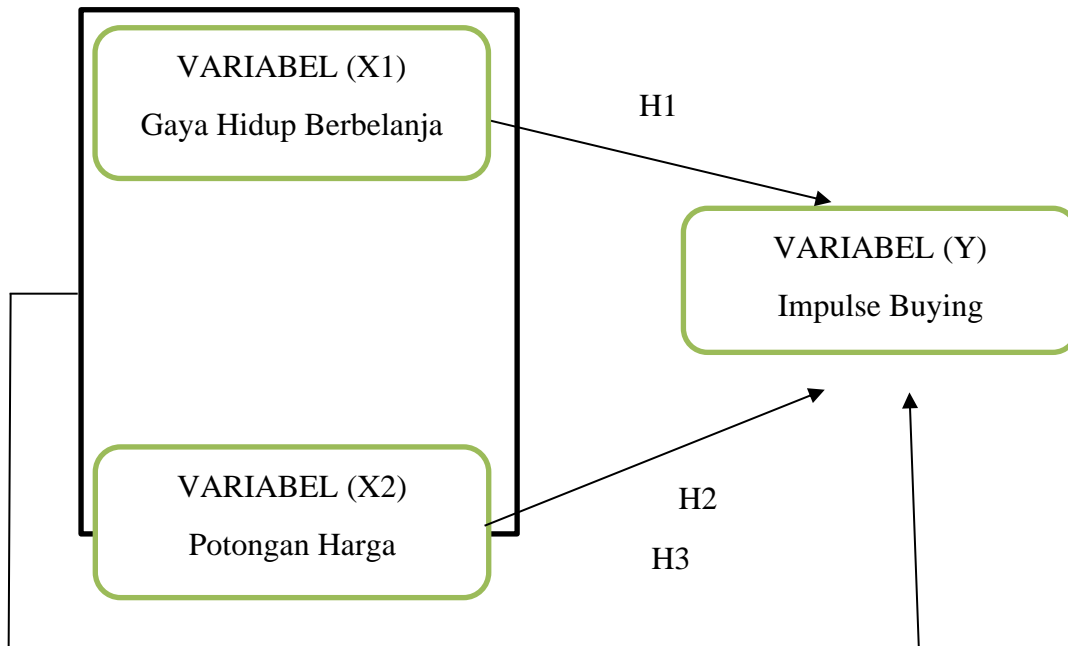 VARIABEL (X1)
Gaya Hidup Berbelanja
H1
VARIABEL (Y)
Impulse Buying
VARIABEL (X2)
Potongan Harga
H2
H3